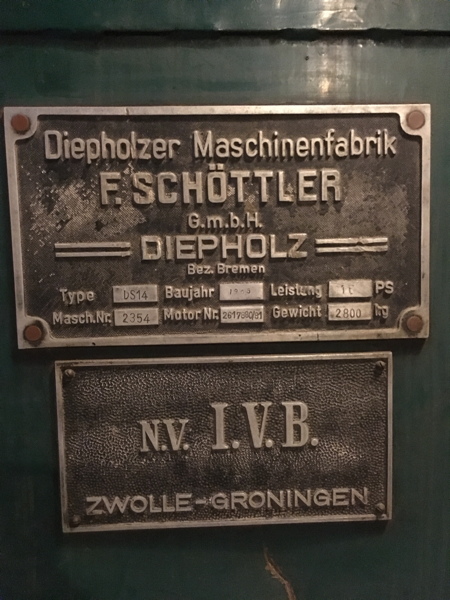 Diepholzer Maschinenfabrik
F. SCHÖTTLER
G.m.b.H.
DIEPHOLZ
Bez. Bremen
Type DS14 Baujahr Leistung PS
Masch.Nr. 2354 Motor Nr. Gewicht 2800 kg
N.V. I.V.B.
ZWOLLE-GRONINGEN